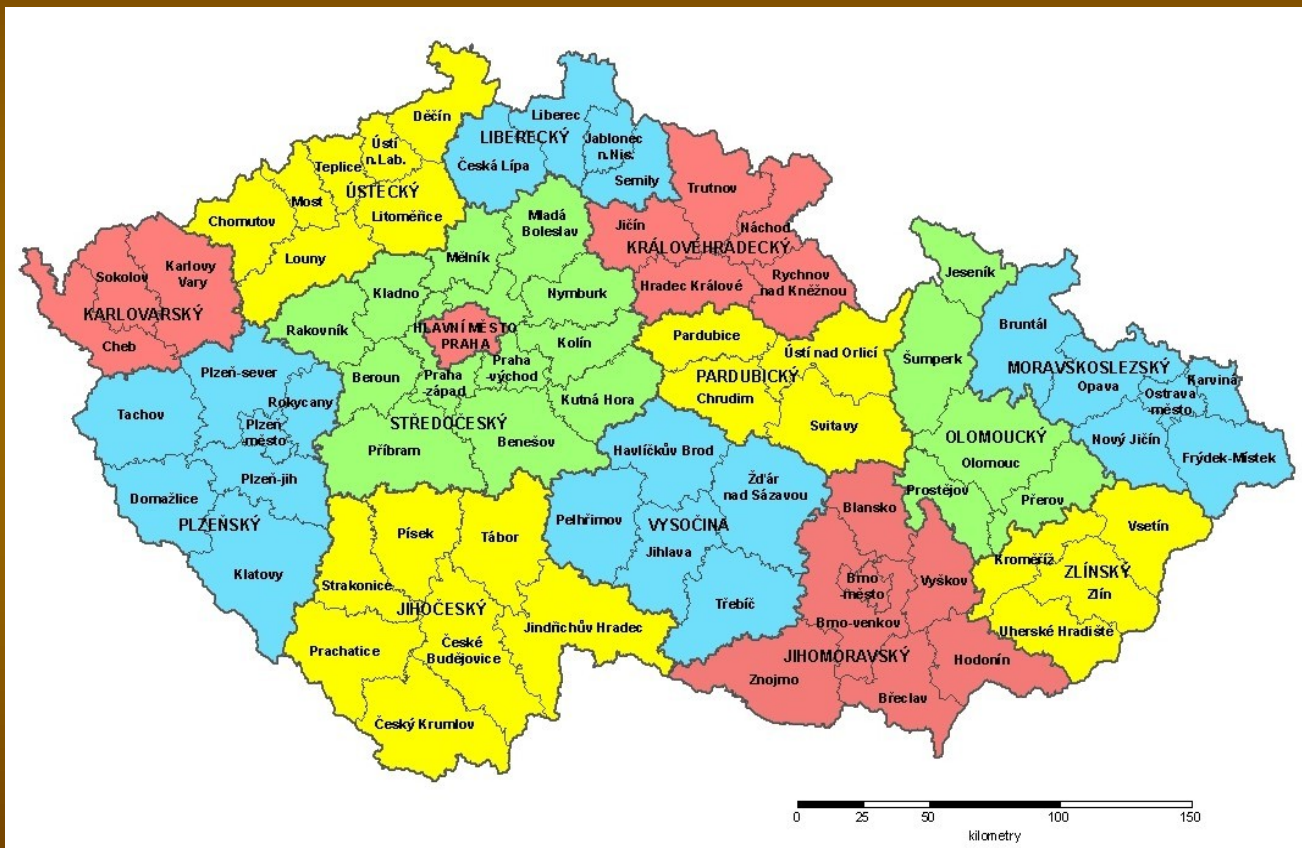 Děčín
Liberec
LIBERECKÝ
Jablonec
n.Nis.
Ústí
n.Lab.
Teplice
Česká Lípa
Semily
ÚSTECKÝ
Trutnov
Most
Chomutov
Litoměřice
Mladá
Boleslav
Jičín
Náchod
KRÁLOVÉHRADECKÝ
Louny
Mělník
Karlovy
Vary
Sokolov
Jeseník
Rychnov
nad Kněžnou
Hradec Králové
Kladno
Nymburk
KARLOVARSKÝ
Rakovník
HLAVNÍ MĚSTO
PRAHA
Bruntál
Pardubice
Kolín
Cheb
Ústí nad Orlicí
Šumperk
Praha
-východ
Plzeň-sever
MORAVSKOSLEZSKÝ
Beroun
Praha
-západ
PARDUBICKÝ
Karviná
Opava
Ostrava
-město
Chrudim
Kutná Hora
Rokycany
Tachov
Plzeň
-město
STŘEDOČESKÝ
Svitavy
OLOMOUCKÝ
Nový Jičín
Benešov
Příbram
Havlíčkův Brod
Frýdek-Místek
Olomouc
Žďár
nad Sázavou
Plzeň-jih
Domažlice
Prostějov
Přerov
Blansko
Pelhřimov
VYSOČINA
PLZEŇSKÝ
Písek
Tábor
Vsetín
Jihlava
Kroměříž
ZLÍNSKÝ
Klatovy
Strakonice
Brno
-město
Vyškov
Zlín
Třebíč
JIHOČESKÝ
Brno-venkov
Jindřichův Hradec
Uherské Hradiště
Prachatice
České
Budějovice
JIHOMORAVSKÝ
Hodonín
Znojmo
Břeclav
Český Krumlov
0 25 50 100 150
kilometry